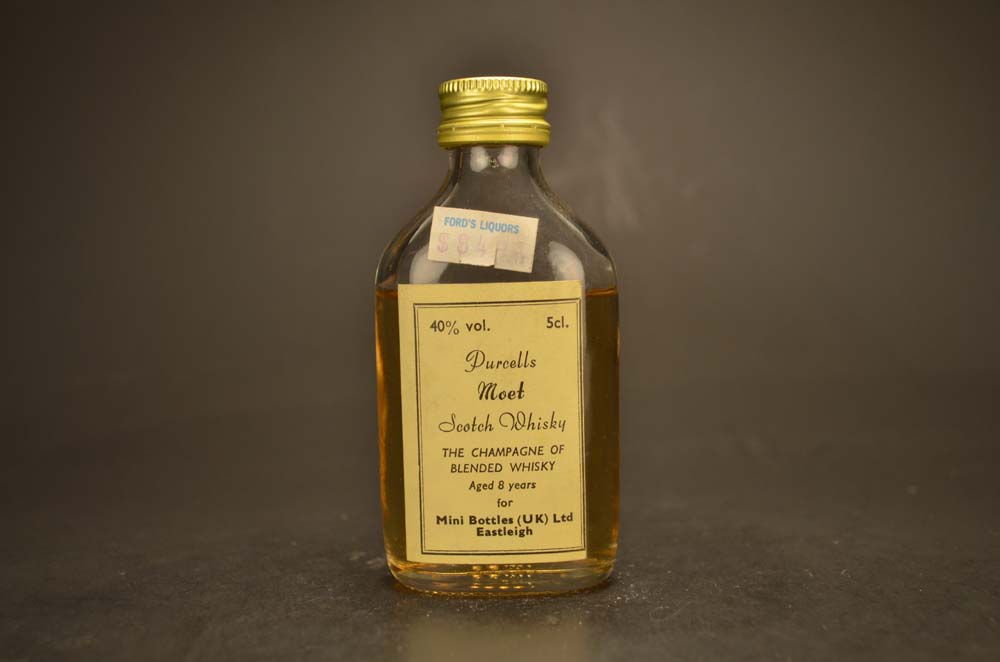 FORD'S LIQUORS
40% vol. 5cl.
Purcells
Moet
Scotch Whisky
THE CHAMPAGNE OF
BLENDED WHISKY
Aged 8 years
for
Mini Bottles (UK) Ltd
Eastleigh